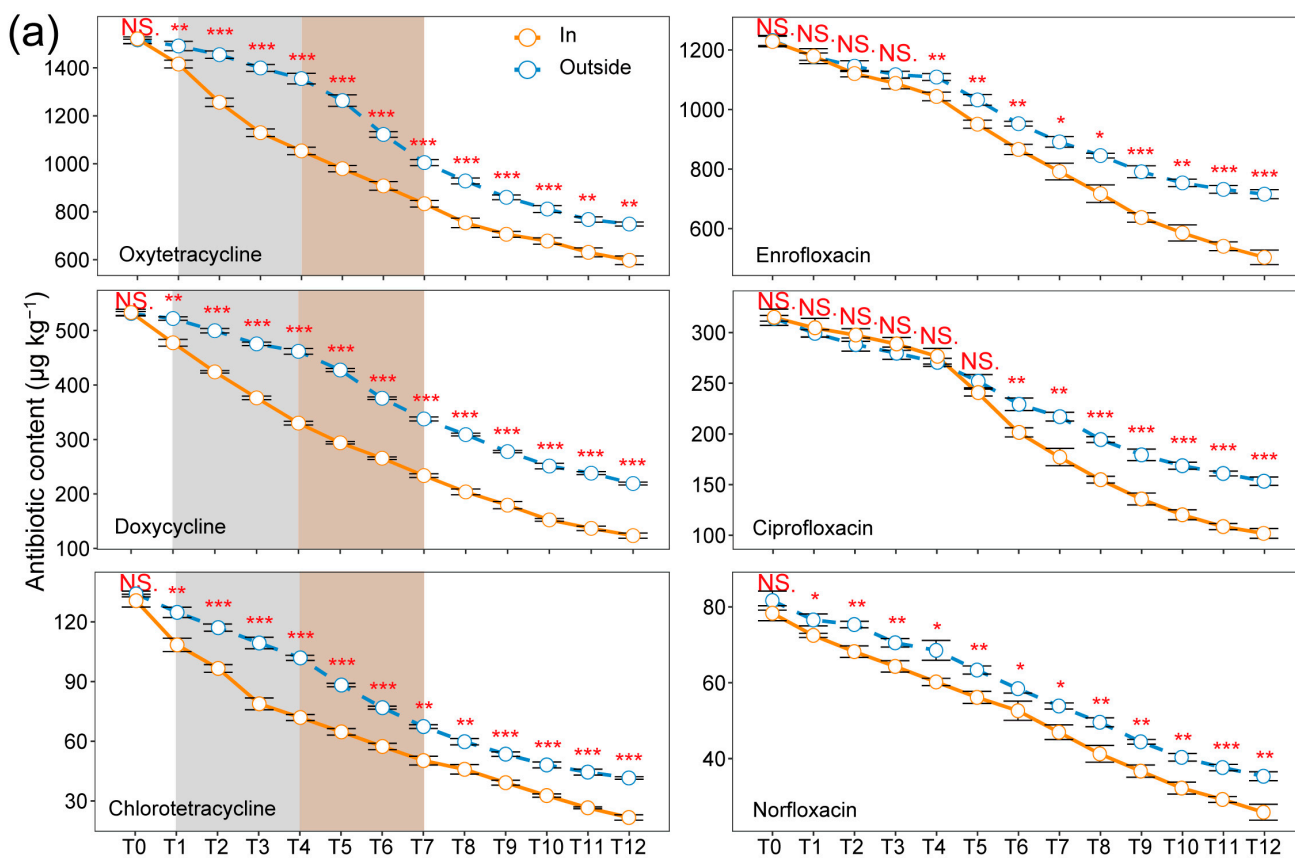 (a)
In
Outside
Antibiotic content (µg kg⁻¹)
NS. ** *** *** *** *** *** *** *** *** *** ** **
1400
1200
1000
800
600
Oxytetracycline
NS. NS. NS. NS. ** ** ** * * *** ** *** ***
1200
1000
800
600
Enrofloxacin
NS. ** *** *** *** *** *** *** *** *** *** *** ***
500
400
300
200
100
Doxycycline
NS. NS. NS. NS. NS. NS. ** ** *** *** *** *** ***
300
250
200
150
100
Ciprofloxacin
NS. ** *** *** *** *** *** ** ** *** *** *** ***
120
90
60
30
Chlorotetracycline
NS. * ** ** * ** * * ** ** ** *** **
80
60
40
Norfloxacin
T0 T1 T2 T3 T4 T5 T6 T7 T8 T9 T10 T11 T12
T0 T1 T2 T3 T4 T5 T6 T7 T8 T9 T10 T11 T12